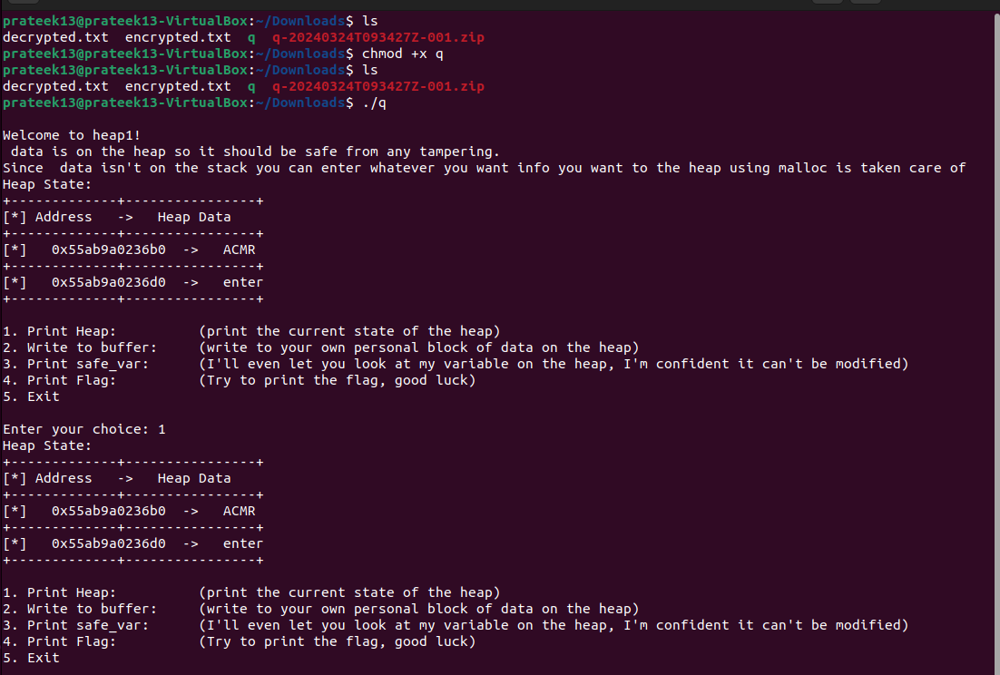 prateek13@prateek13-VirtualBox:~/Downloads$ ls
decrypted.txt  encrypted.txt  q  q-20240324T093427Z-001.zip
prateek13@prateek13-VirtualBox:~/Downloads$ chmod +x q
prateek13@prateek13-VirtualBox:~/Downloads$ ls
decrypted.txt  encrypted.txt  q  q-20240324T093427Z-001.zip
prateek13@prateek13-VirtualBox:~/Downloads$ ./q

Welcome to heap1!
 data is on the heap so it should be safe from any tampering.
Since  data isn't on the stack you can enter whatever you want info you want to the heap using malloc is taken care of
Heap State:
+-------------+----------------+
[*] Address   ->   Heap Data
+-------------+----------------+
[*]   0x55ab9a0236b0  ->   ACMR
+-------------+----------------+
[*]   0x55ab9a0236d0  ->   enter
+-------------+----------------+

1. Print Heap:          (print the current state of the heap)
2. Write to buffer:     (write to your own personal block of data on the heap)
3. Print safe_var:      (I'll even let you look at my variable on the heap, I'm confident it can't be modified)
4. Print Flag:          (Try to print the flag, good luck)
5. Exit

Enter your choice: 1
Heap State:
+-------------+----------------+
[*] Address   ->   Heap Data
+-------------+----------------+
[*]   0x55ab9a0236b0  ->   ACMR
+-------------+----------------+
[*]   0x55ab9a0236d0  ->   enter
+-------------+----------------+

1. Print Heap:          (print the current state of the heap)
2. Write to buffer:     (write to your own personal block of data on the heap)
3. Print safe_var:      (I'll even let you look at my variable on the heap, I'm confident it can't be modified)
4. Print Flag:          (Try to print the flag, good luck)
5. Exit